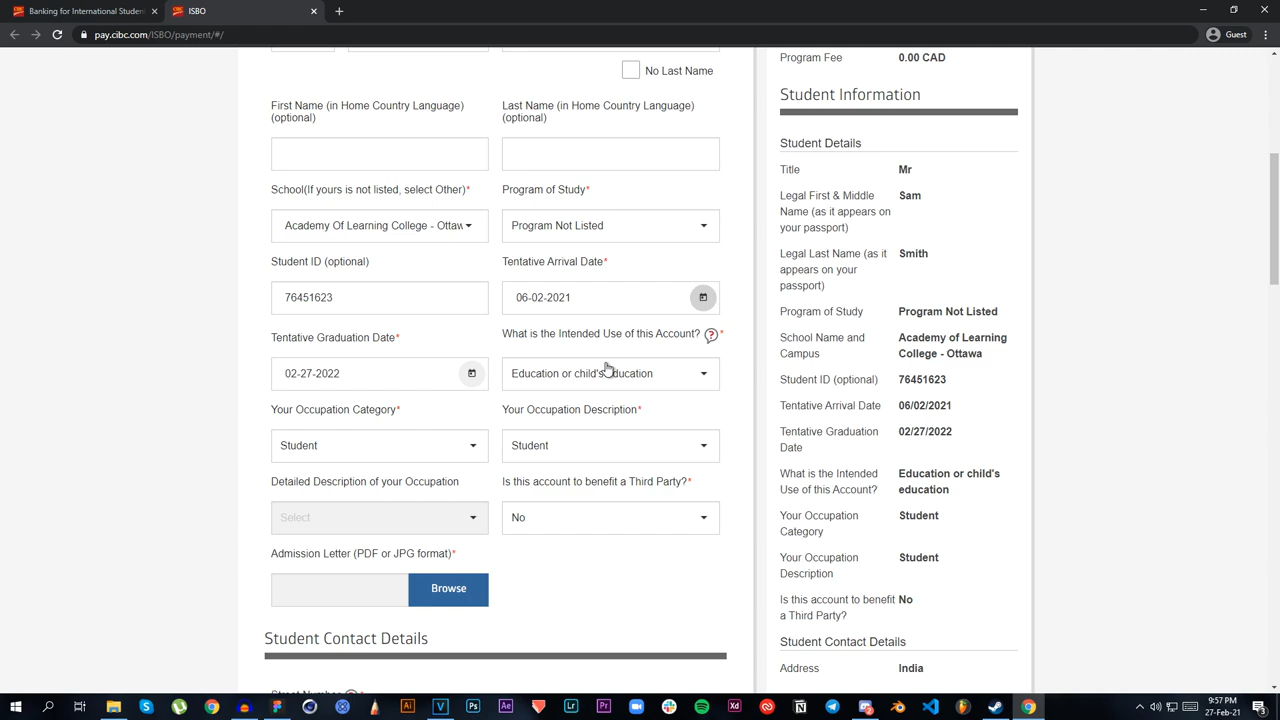 Banking for International Studen
ISBO
pay.cibc.com/ISBO/payment/#/
Guest
No Last Name
First Name (in Home Country Language)
(optional)
Last Name (in Home Country Language)
(optional)
School(If yours is not listed, select Other)*
Program of Study*
Academy Of Learning College - Ottaw
Program Not Listed
Student ID (optional)
Tentative Arrival Date*
76451623
06-02-2021
Tentative Graduation Date*
What is the Intended Use of this Account? ? *
02-27-2022
Education or child's education
Your Occupation Category*
Your Occupation Description*
Student
Student
Detailed Description of your Occupation
Is this account to benefit a Third Party?*
Select
No
Admission Letter (PDF or JPG format)*
Browse
Student Contact Details
Program Fee 0.00 CAD
Student Information
Student Details
Title Mr
Legal First & Middle Sam
Name (as it appears on
your passport)
Legal Last Name (as it Smith
appears on your
passport)
Program of Study Program Not Listed
School Name and Academy of Learning
Campus College - Ottawa
Student ID (optional) 76451623
Tentative Arrival Date 06/02/2021
Tentative Graduation 02/27/2022
Date
What is the Intended Education or child's
Use of this Account? education
Your Occupation Student
Category
Your Occupation Student
Description
Is this account to benefit No
a Third Party?
Student Contact Details
Address India
9:57 PM
27-Feb-21